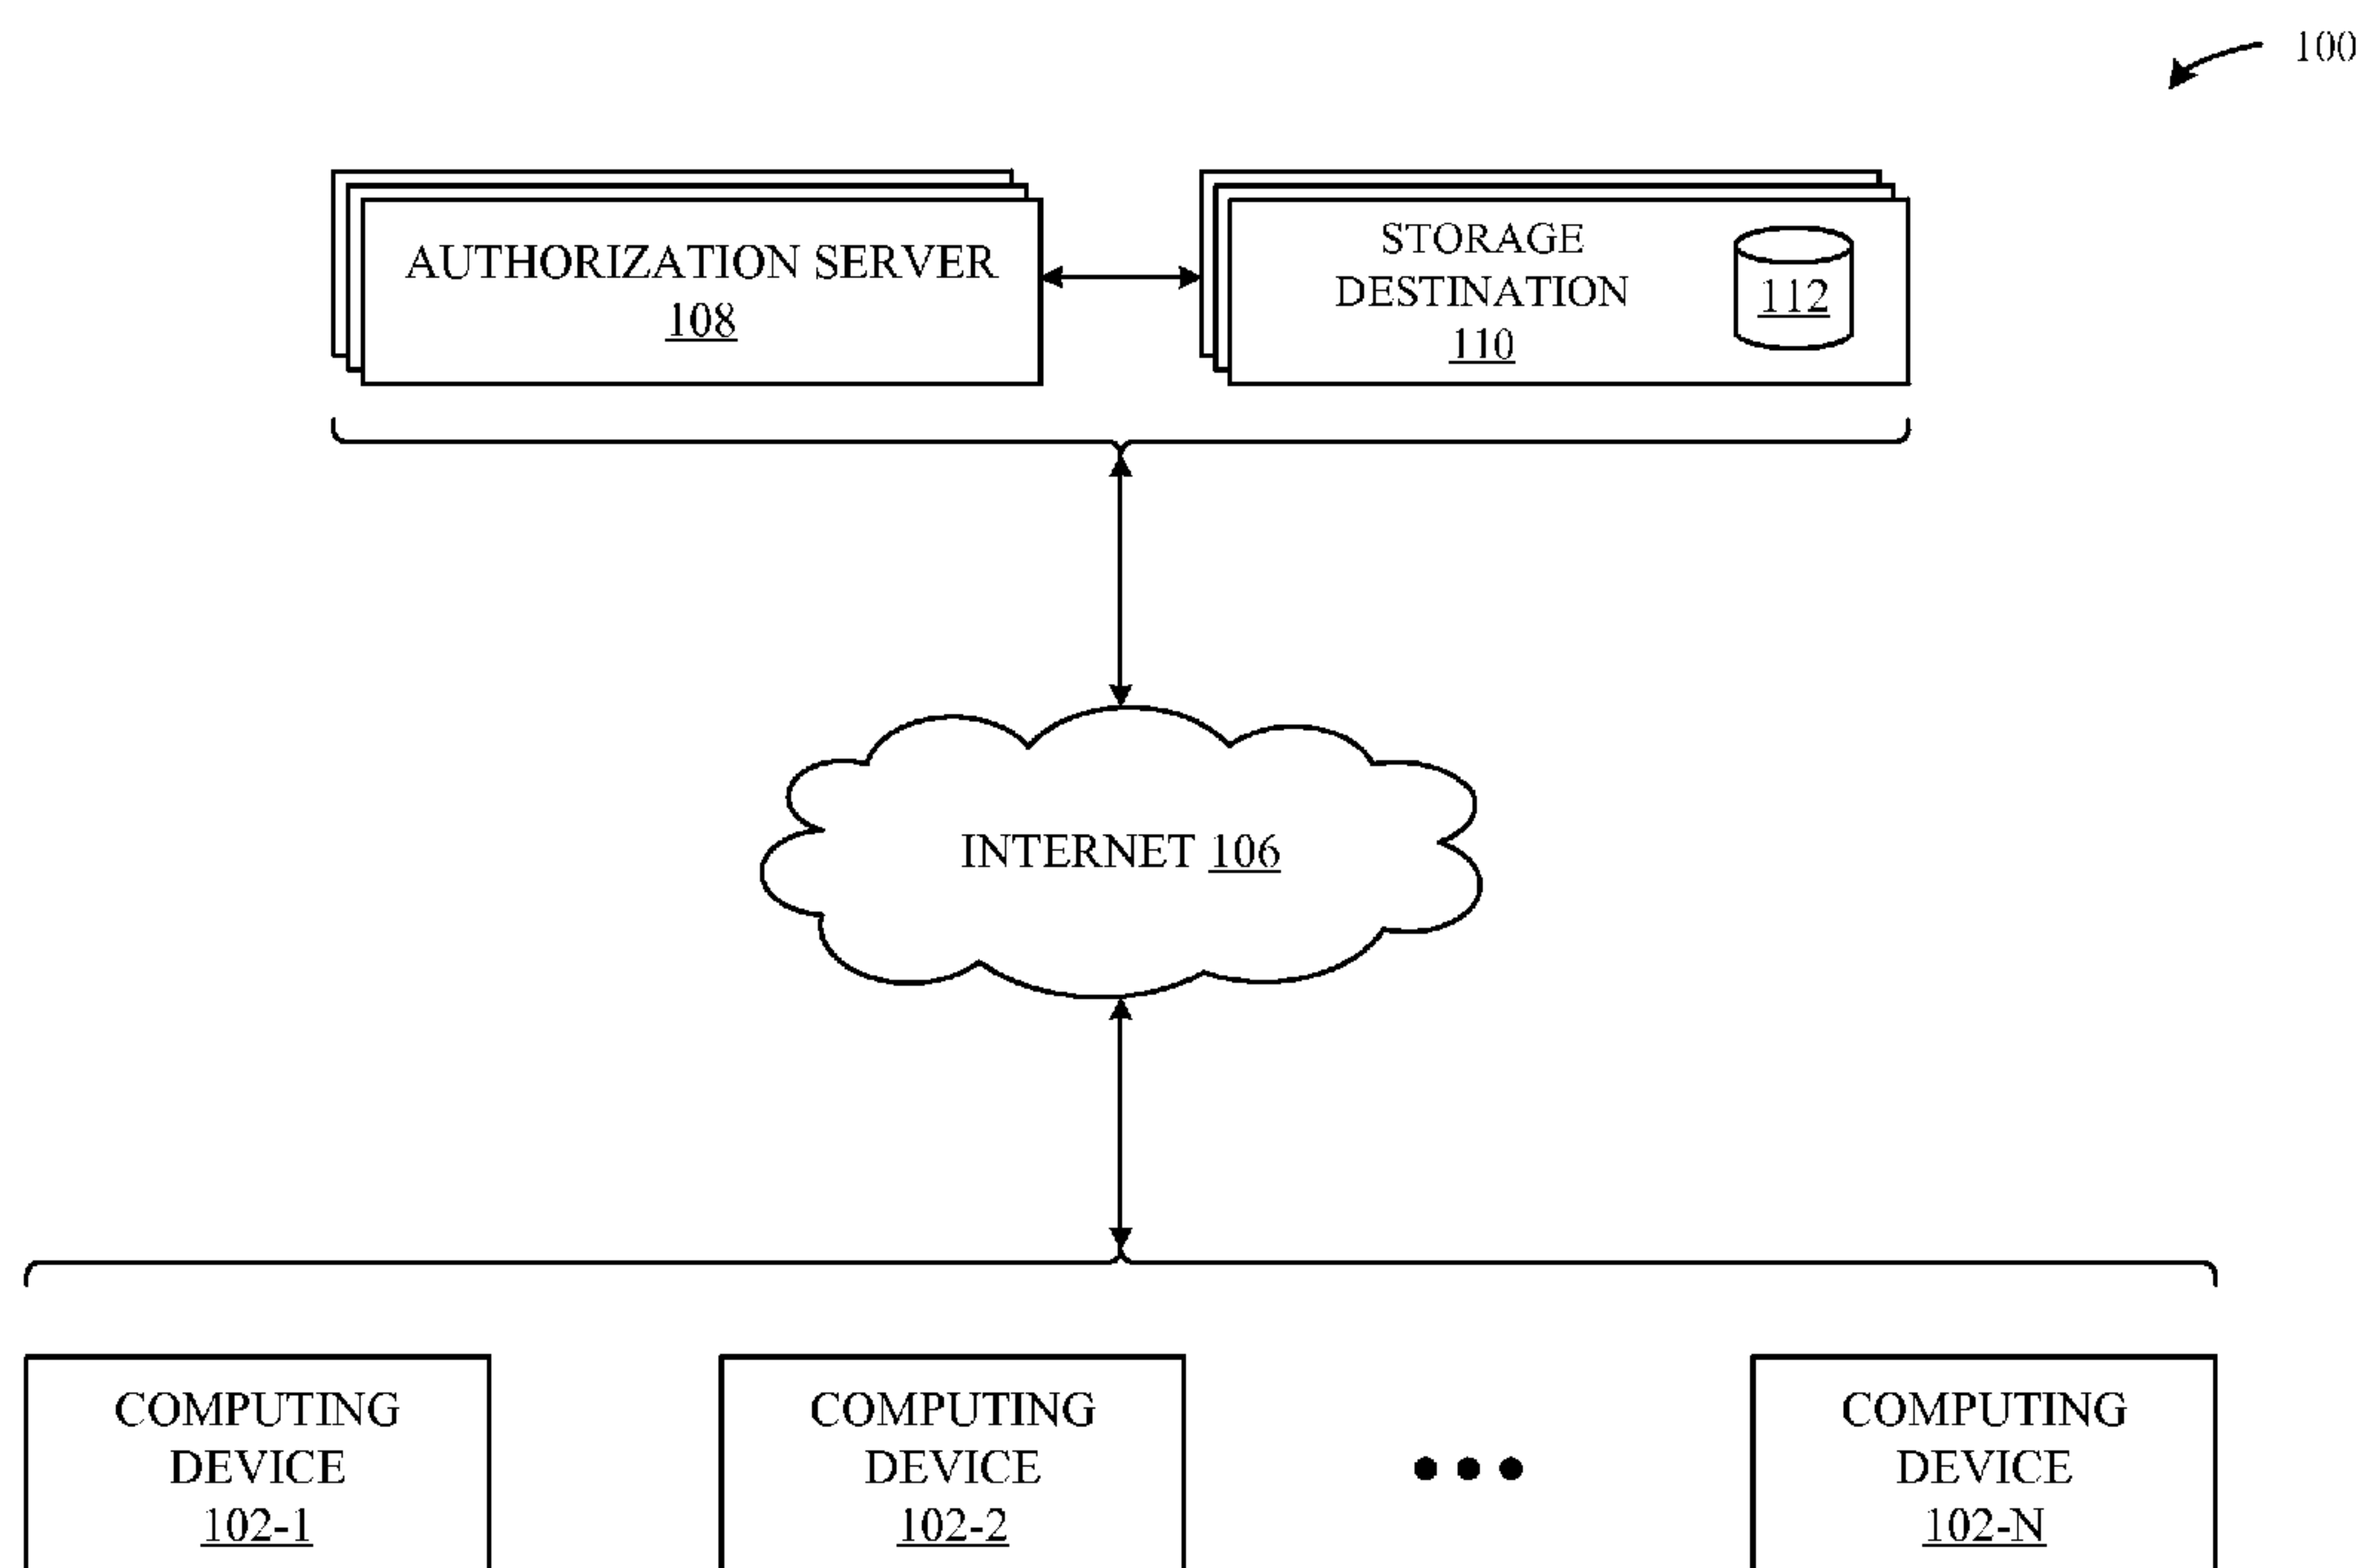 100
AUTHORIZATION SERVER
108
STORAGE
DESTINATION
110
112
INTERNET 106
COMPUTING
DEVICE
102-1
COMPUTING
DEVICE
102-2
COMPUTING
DEVICE
102-N